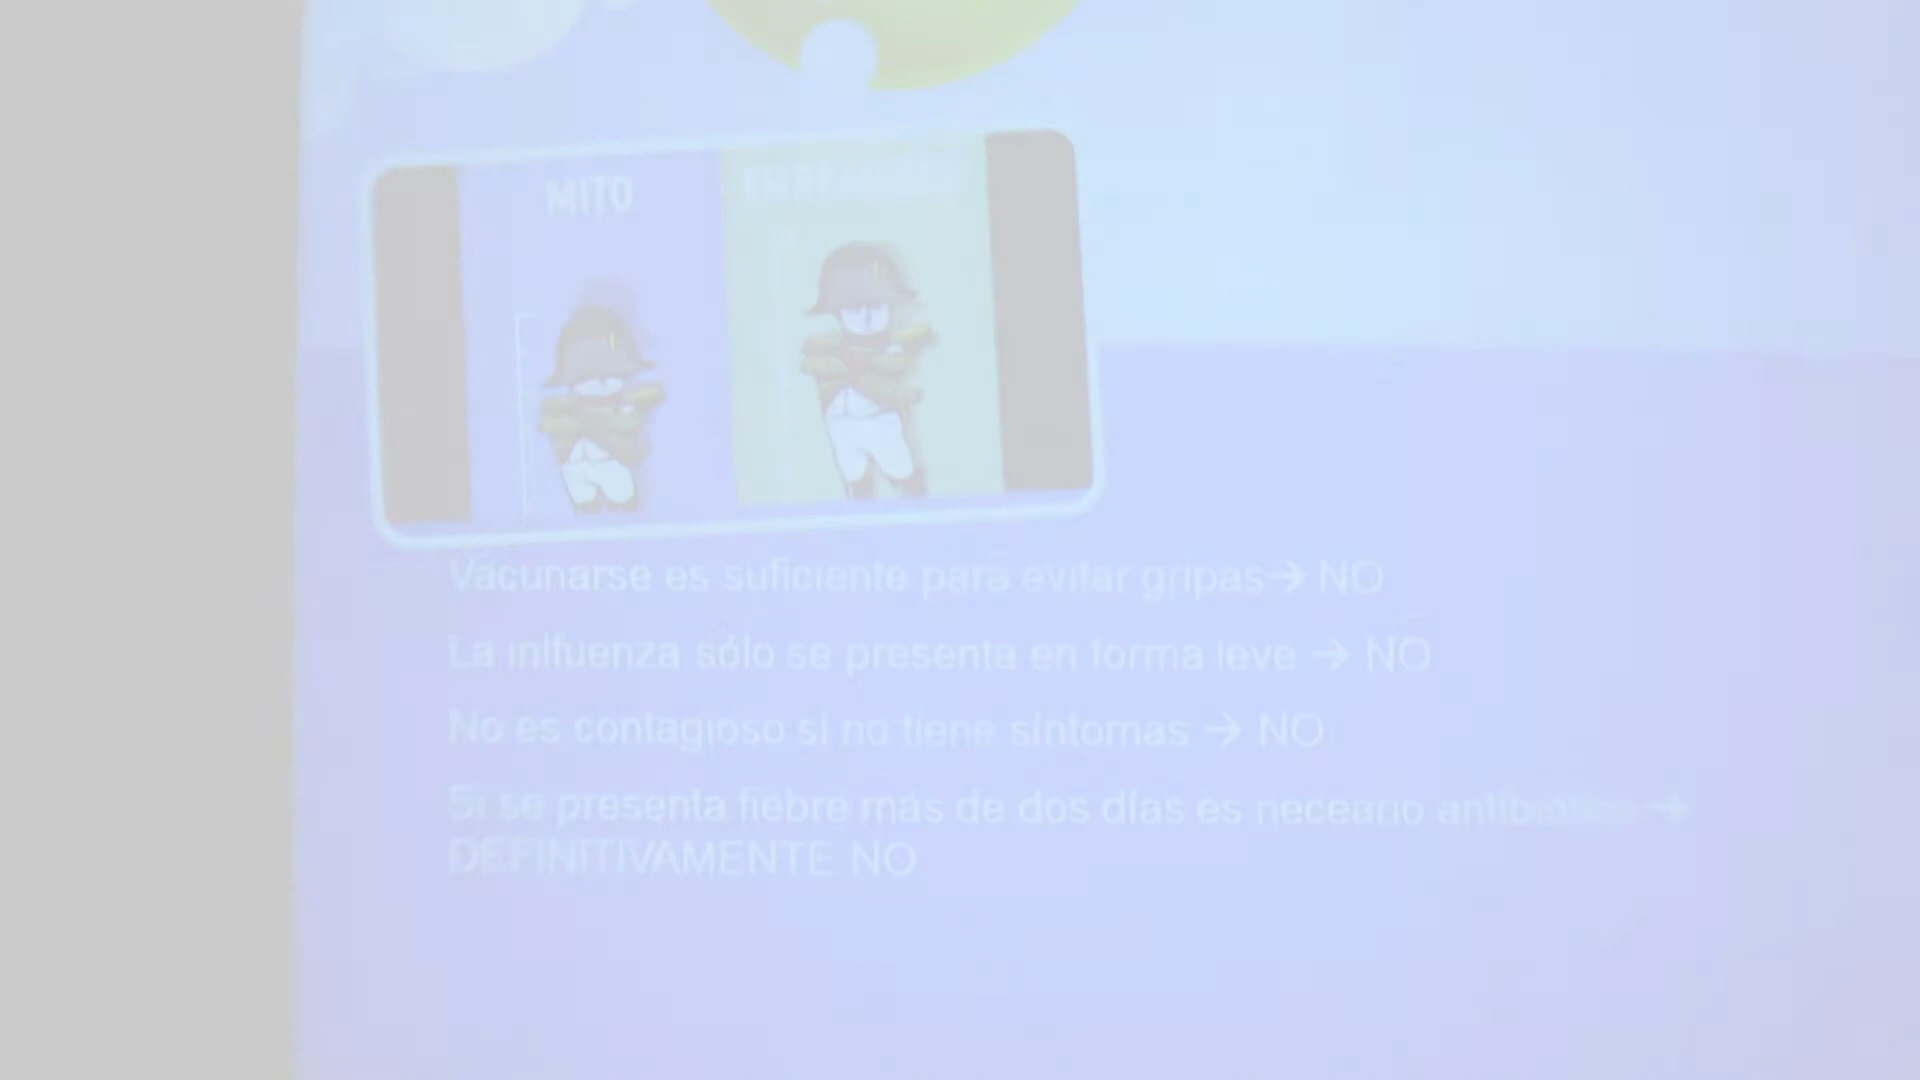 MITO
Vacunarse es suficiente para evitar gripas→ NO
La inlfuenza sólo se presenta en forma leve → NO
No es contagioso si no tiene síntomas → NO
Si se presenta fiebre más de dos días es neceario →
DEFINITIVAMENTE NO